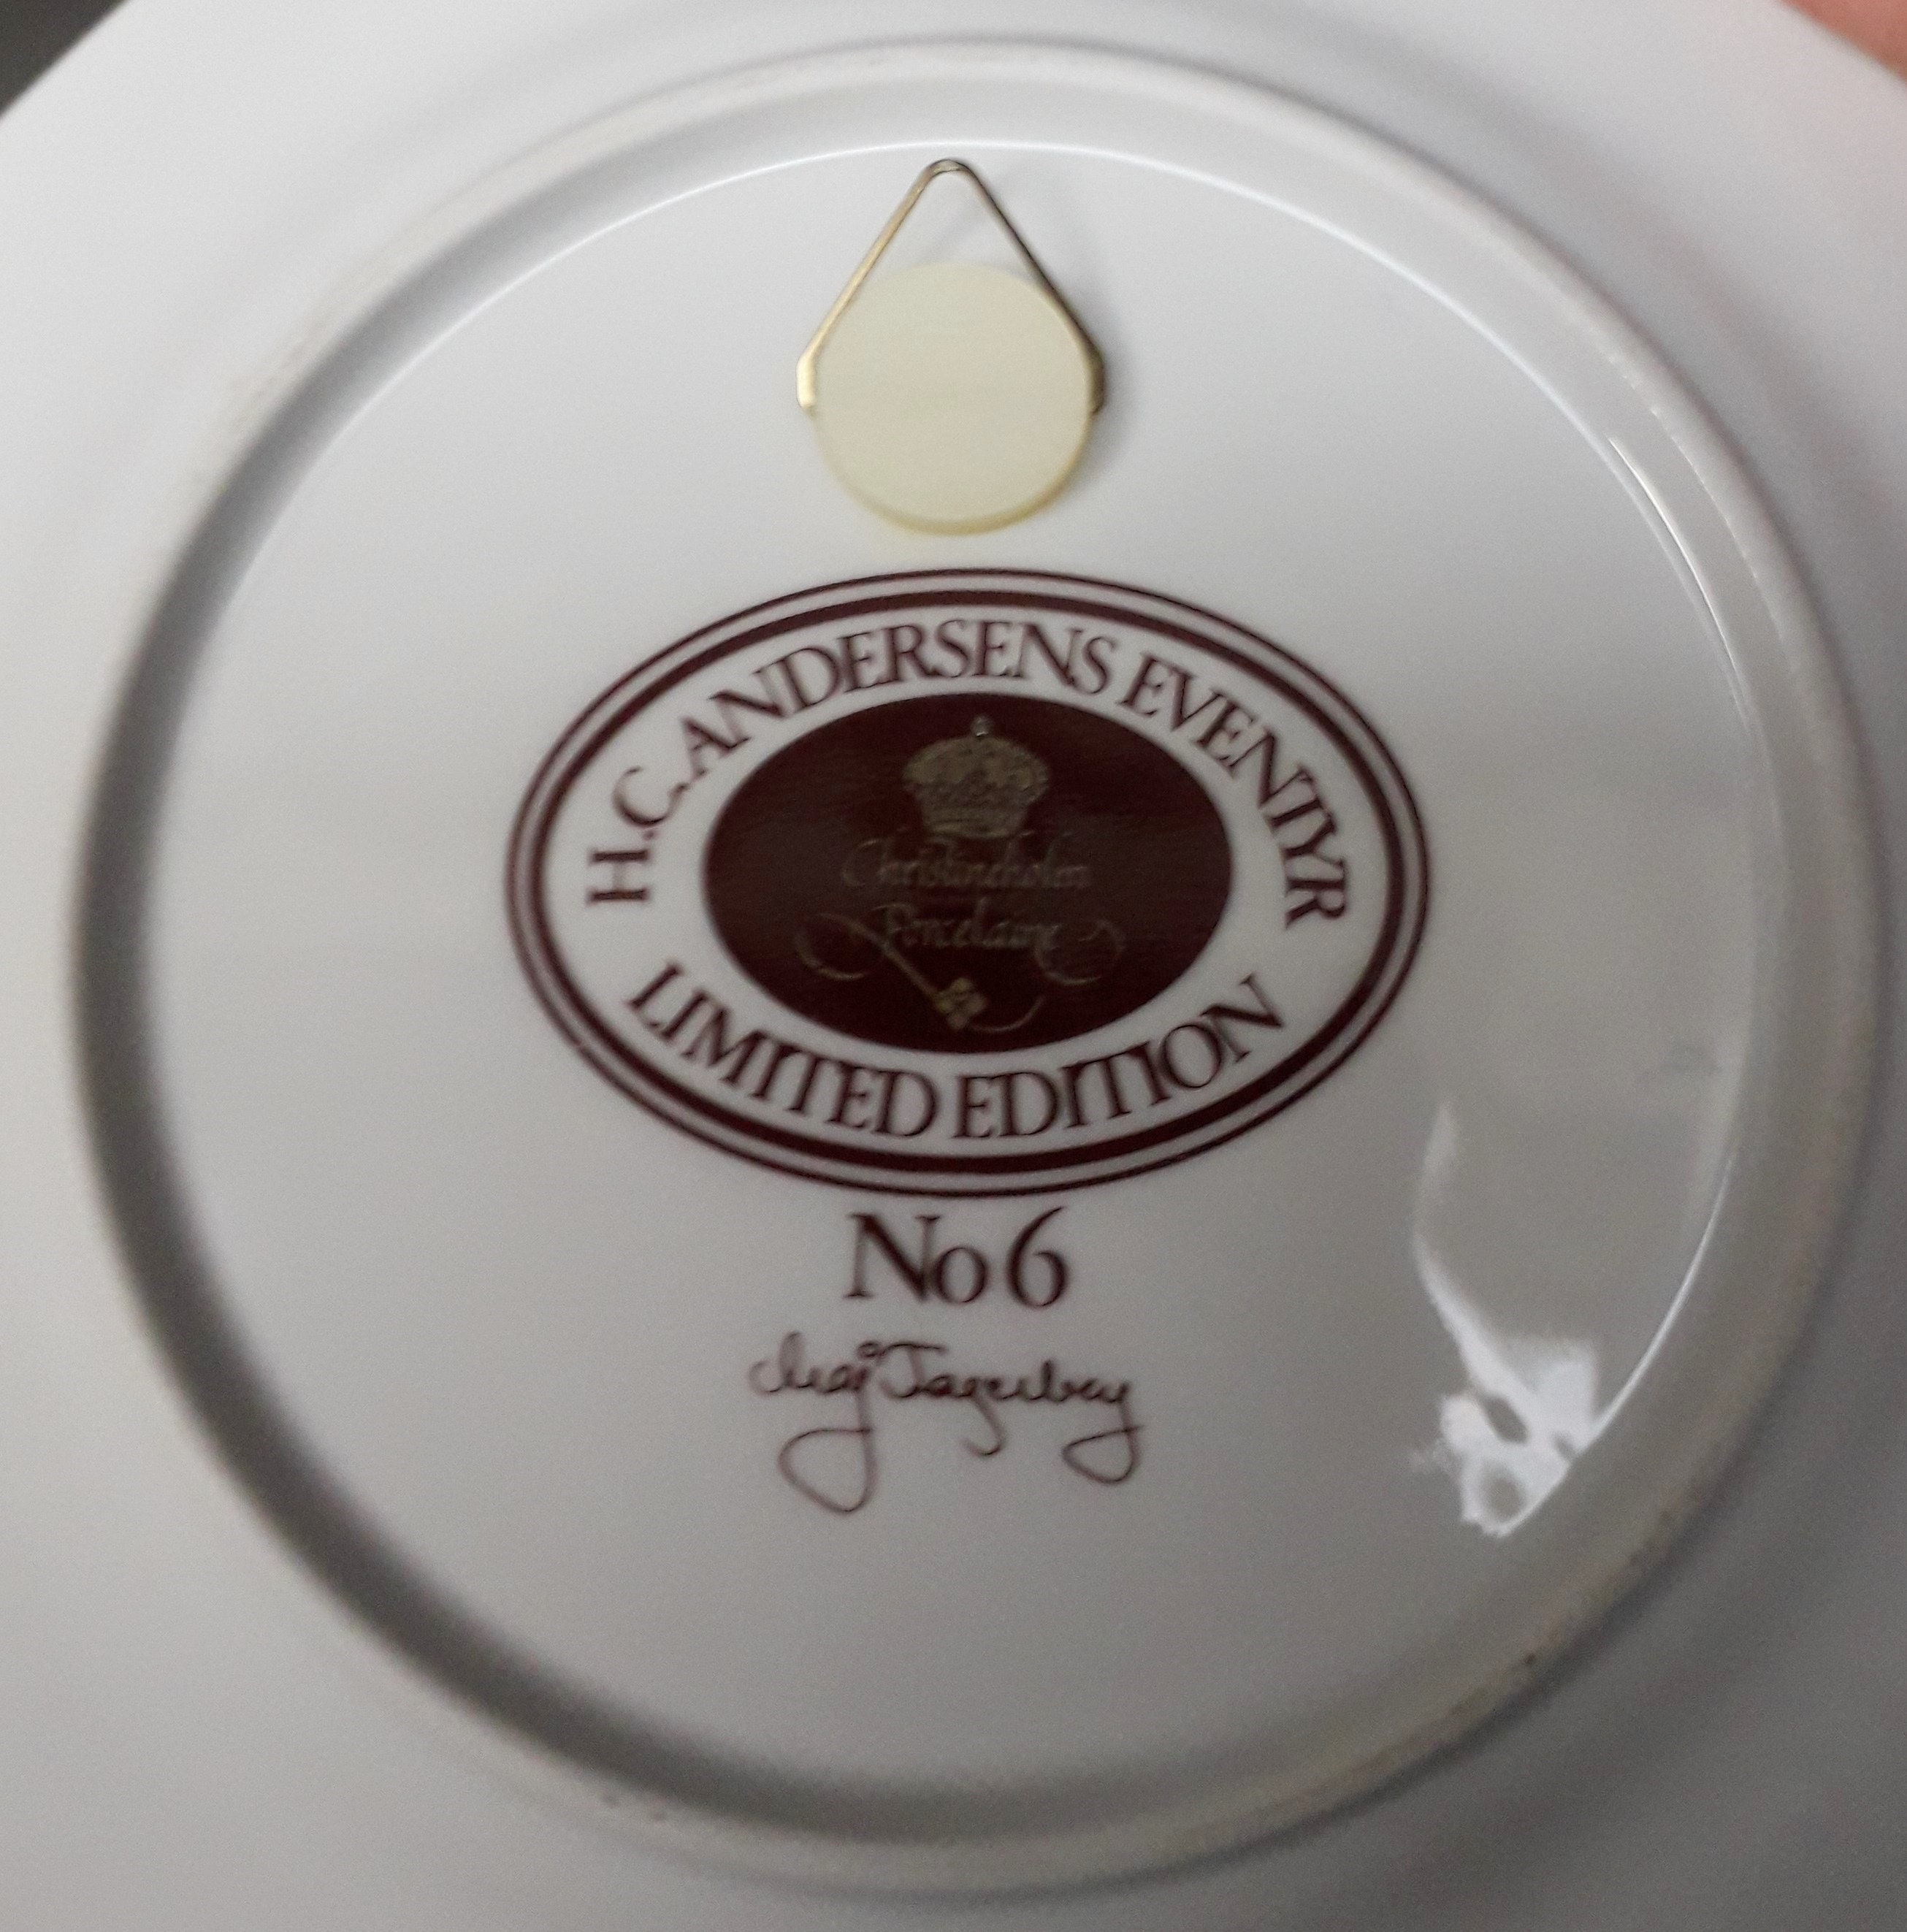 H.C. ANDERSENS EVENTYR
Christineholm
Porcelaine
LIMITED EDITION
No 6